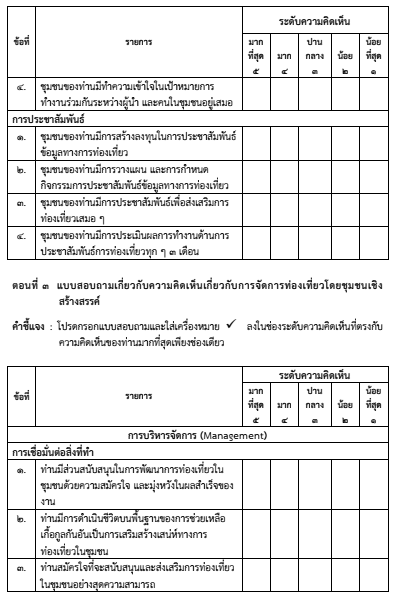 ข้อที่ รายการ ระดับความคิดเห็น
มากที่สุด ๕ มาก ๔ ปานกลาง ๓ น้อย ๒ น้อยที่สุด ๑
๔. ชุมชนของท่านมีทำความเข้าใจในเป้าหมายการ
ทำงานร่วมกันระหว่างผู้นำ และคนในชุมชนอยู่เสมอ
การประชาสัมพันธ์
๑. ชุมชนของท่านมีการสร้างลงทุนในการประชาสัมพันธ์
ข้อมูลทางการท่องเที่ยว
๒. ชุมชนของท่านมีการวางแผน และการกำหนด
กิจกรรมการประชาสัมพันธ์ข้อมูลทางการท่องเที่ยว
๓. ชุมชนของท่านมีการประชาสัมพันธ์เพื่อส่งเสริมการ
ท่องเที่ยวเสมอ ๆ
๔. ชุมชนของท่านมีการประเมินผลการทำงานด้านการ
ประชาสัมพันธ์การท่องเที่ยวทุก ๆ ๓ เดือน
ตอนที่ ๓ แบบสอบถามเกี่ยวกับความคิดเห็นเกี่ยวกับการจัดการท่องเที่ยวโดยชุมชนเชิง
สร้างสรรค์
คำชี้แจง : โปรดกรอกแบบสอบถามและใส่เครื่องหมาย ✓ ลงในช่องระดับความคิดเห็นที่ตรงกับ
ความคิดเห็นของท่านมากที่สุดเพียงช่องเดียว
ข้อที่ รายการ ระดับความคิดเห็น
มากที่สุด ๕ มาก ๔ ปานกลาง ๓ น้อย ๒ น้อยที่สุด ๑
การบริหารจัดการ (Management)
การเชื่อมั่นต่อสิ่งที่ทำ
๑. ท่านมีส่วนสนับสนุนในการพัฒนาการท่องเที่ยวใน
ชุมชนด้วยความสมัครใจ และมุ่งหวังในผลสำเร็จของ
งาน
๒. ท่านมีการดำเนินชีวิตบนพื้นฐานของการช่วยเหลือ
เกื้อกูลกันอันเป็นการเสริมสร้างเสน่ห์ทางการ
ท่องเที่ยวในชุมชน
๓. ท่านสมัครใจที่จะสนับสนุนและส่งเสริมการท่องเที่ยว
ในชุมชนอย่างสุดความสามารถ